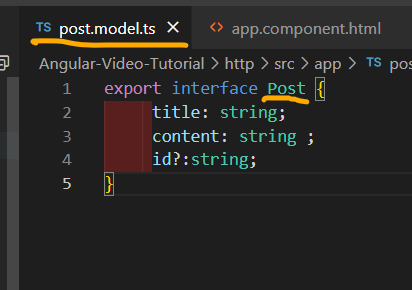 TS post.model.ts × <> app.component.html
Angular-Video-Tutorial > http > src > app > TS pos
1 export interface Post {
2 title: string;
3 content: string ;
4 id?:string;
5 }